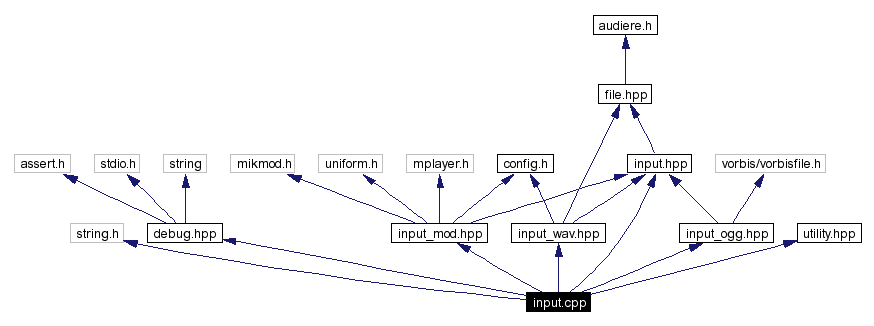 audiere.h
file.hpp
assert.h
stdio.h
string
mikmod.h
uniform.h
mplayer.h
config.h
input.hpp
vorbis/vorbisfile.h
string.h
debug.hpp
input_mod.hpp
input_wav.hpp
input_ogg.hpp
utility.hpp
input.cpp